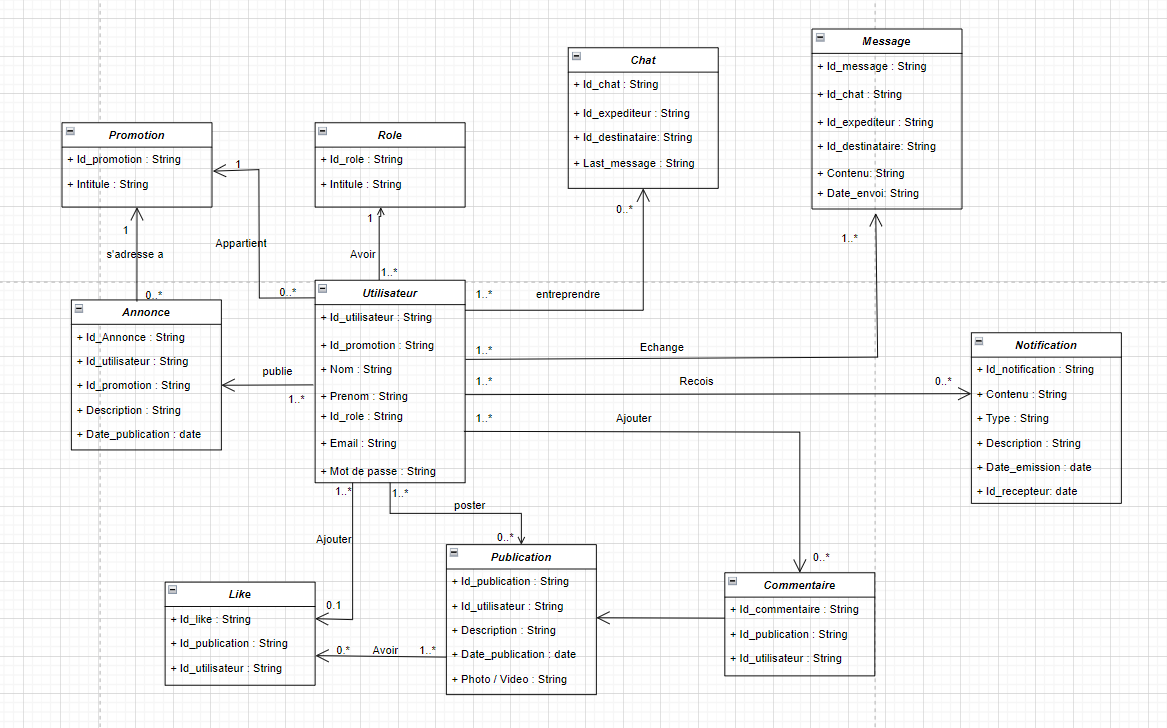 Message
+ Id_message : String
+ Id_chat : String
+ Id_expediteur : String
+ Id_destinataire: String
+ Contenu: String
+ Date_envoi: String
1..*
Chat
+ Id_chat : String
+ Id_expediteur : String
+ Id_destinataire: String
+ Last_message : String
0..*
Promotion
+ Id_promotion : String
+ Intitule : String
1
Role
+ Id_role : String
+ Intitule : String
1
1
s'adresse a
0..*
Appartient
0..*
Avoir
1..*
Annonce
+ Id_Annonce : String
+ Id_utilisateur : String
+ Id_promotion : String
+ Description : String
+ Date_publication : date
publie
1..*
Utilisateur
+ Id_utilisateur : String
+ Id_promotion : String
+ Nom : String
+ Prenom : String
+ Id_role : String
+ Email : String
+ Mot de passe : String
1..*
entreprendre
1..*
Echange
1..*
Recois
0..*
1..*
Ajouter
0..*
Notification
+ Id_notification : String
+ Contenu : String
+ Type : String
+ Description : String
+ Date_emission : date
+ Id_recepteur: date
1..*
Ajouter
0.1
1..*
poster
0..*
Like
+ Id_like : String
+ Id_publication : String
+ Id_utilisateur : String
0.*
Avoir
1..*
Publication
+ Id_publication : String
+ Id_utilisateur : String
+ Description : String
+ Date_publication : date
+ Photo / Video : String
Commentaire
+ Id_commentaire : String
+ Id_publication : String
+ Id_utilisateur : String